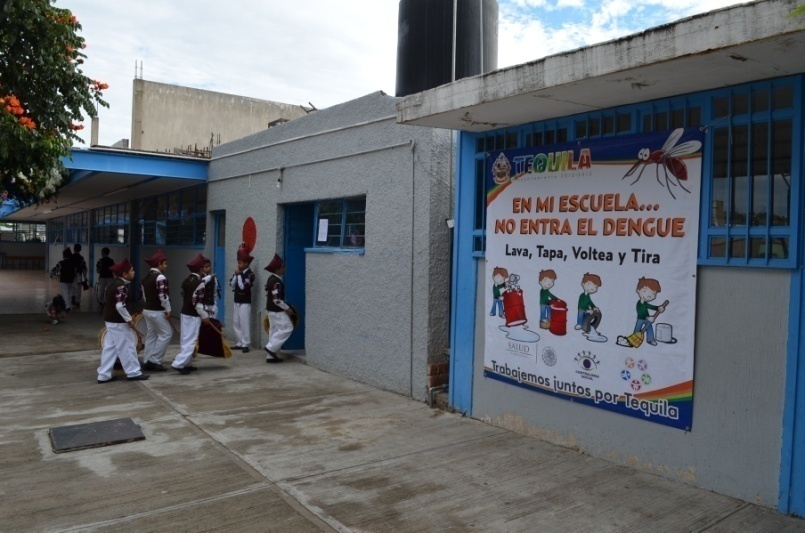 TEQUILA
EN MI ESCUELA...
NO ENTRA EL DENGUE
Lava, Tapa, Voltea y Tira
SALUD
Trabajemos juntos por Tequila